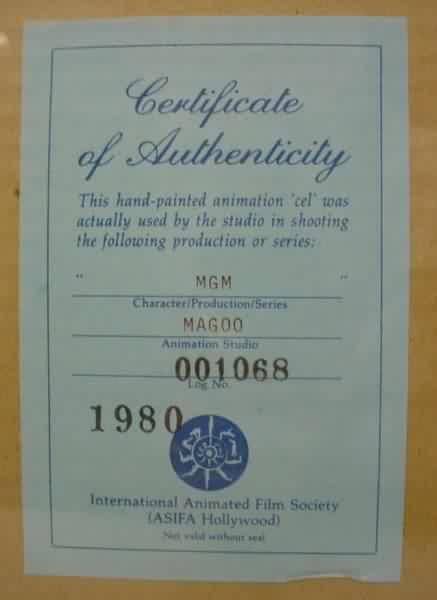 Certificate
of Authenticity
This hand-painted animation 'cel' was
actually used by the studio in shooting
the following production or series:
" MGM "
Character/Production/Series
MAGOO
Animation Studio
001068
Log No.
1980
International Animated Film Society
(ASIFA Hollywood)
Not valid without seal